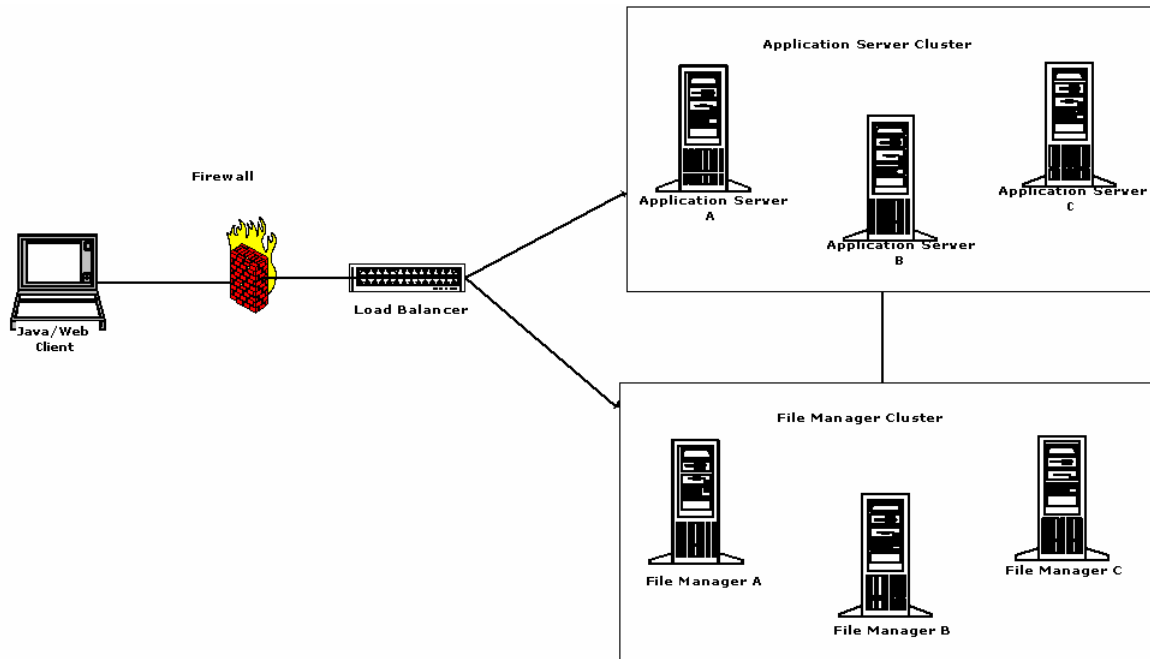 Application Server Cluster
Application Server
A
Application Server
B
Application Server
C
Firewall
Java/Web
Client
Load Balancer
File Manager Cluster
File Manager A
File Manager B
File Manager C